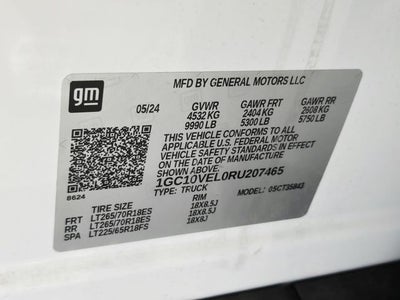 gm
MFD BY GENERAL MOTORS LLC
05/24 GVWR GAWR FRT GAWR RR
4532 KG 2404 KG 2608 KG
9990 LB 5300 LB 5750 LB
THIS VEHICLE CONFORMS TO ALL
APPLICABLE U.S. FEDERAL MOTOR
VEHICLE SAFETY STANDARDS IN EFFECT
ON THE DATE OF MANUFACTURE
SHOWN ABOVE.
1GC10VEL0RU207465
TYPE: TRUCK MODEL:
8624
TIRE SIZE RIM
FRT LT265/70R18ES 18X8.5J
RR LT265/70R18ES 18X8.5J
SPA LT225/65R18FS 18X8J